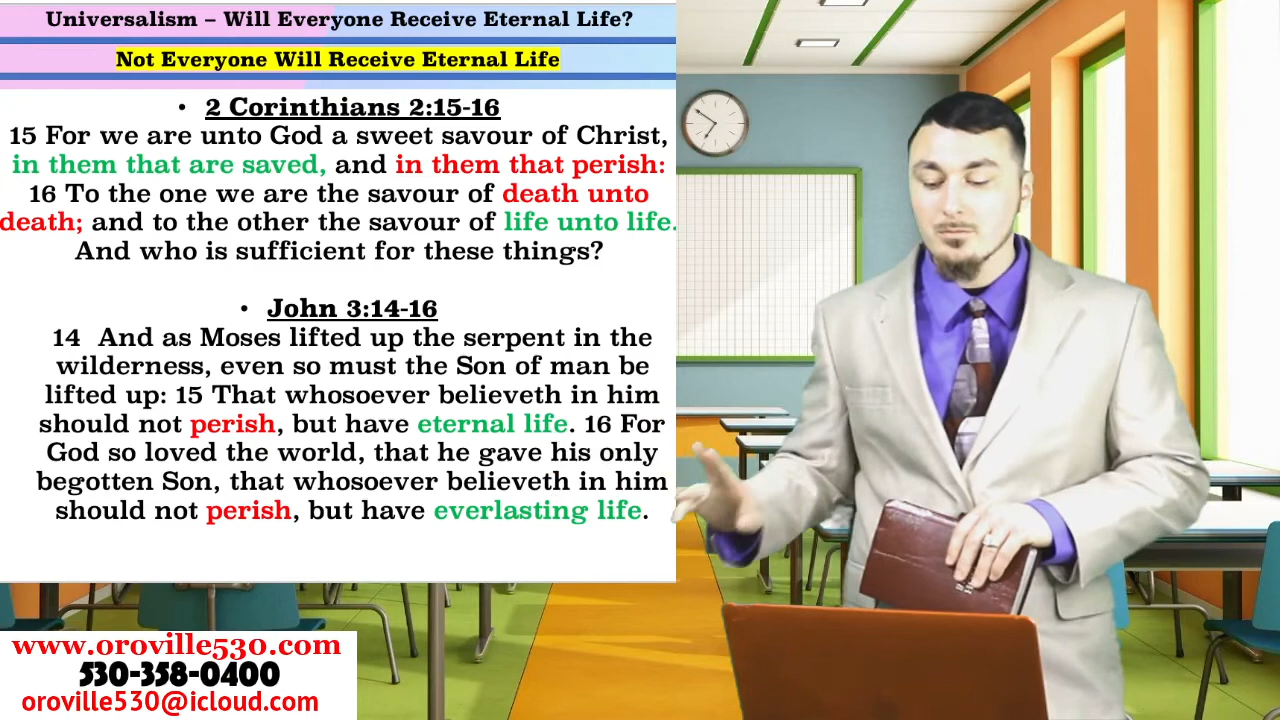 Universalism – Will Everyone Receive Eternal Life?
Not Everyone Will Receive Eternal Life
• 2 Corinthians 2:15-16
15 For we are unto God a sweet savour of Christ,
in them that are saved, and in them that perish:
16 To the one we are the savour of death unto
death; and to the other the savour of life unto life.
And who is sufficient for these things?
• John 3:14-16
14 And as Moses lifted up the serpent in the
wilderness, even so must the Son of man be
lifted up: 15 That whosoever believeth in him
should not perish, but have eternal life. 16 For
God so loved the world, that he gave his only
begotten Son, that whosoever believeth in him
should not perish, but have everlasting life.
www.oroville530.com
530-358-0400
oroville530@icloud.com